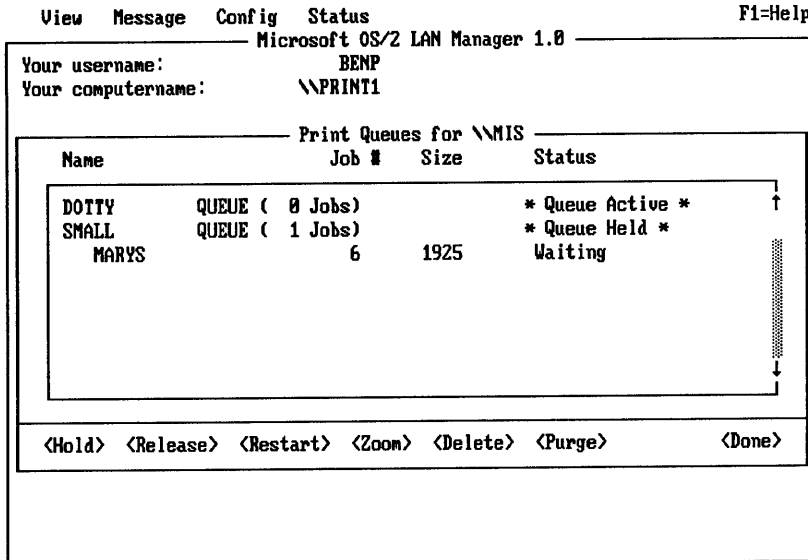 View Message Config Status F1=Help
Microsoft OS/2 LAN Manager 1.0
Your username: BENP
Your computername: \\PRINT1
Print Queues for \\MIS
Name Job # Size Status
DOTTY QUEUE ( 0 Jobs) * Queue Active *
SMALL QUEUE ( 1 Jobs) * Queue Held *
MARYS 6 1925 Waiting
<Hold> <Release> <Restart> <Zoom> <Delete> <Purge> <Done>